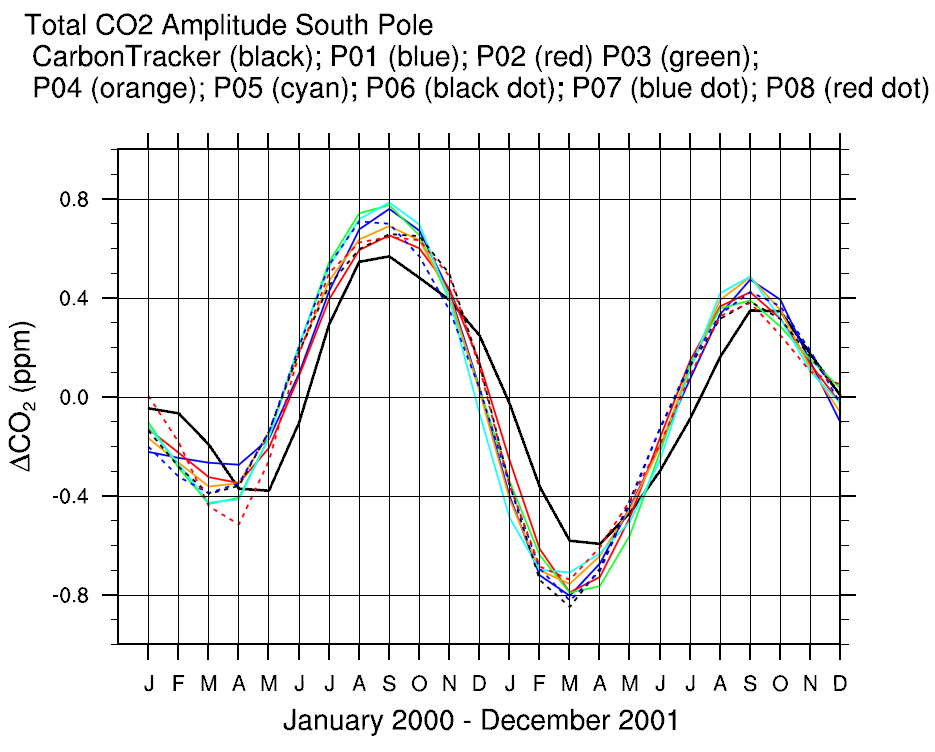 Total CO2 Amplitude South Pole
CarbonTracker (black); P01 (blue); P02 (red) P03 (green);
P04 (orange); P05 (cyan); P06 (black dot); P07 (blue dot); P08 (red dot)
ΔCO₂ (ppm)
0.8
0.4
0.0
-0.4
-0.8
J F M A M J J A S O N D J F M A M J J A S O N D
January 2000 - December 2001